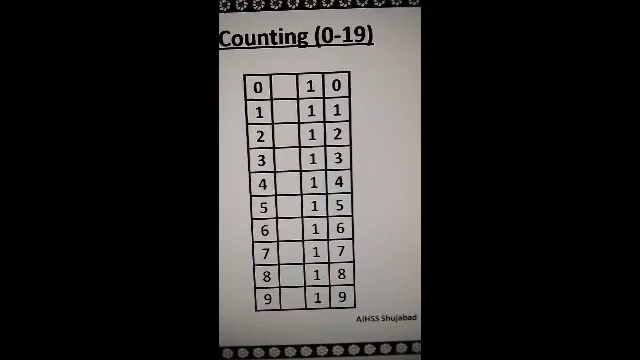 Counting (0-19)
0 1 0
1 1 1
2 1 2
3 1 3
4 1 4
5 1 5
6 1 6
7 1 7
8 1 8
9 1 9
AIHSS Shujabad